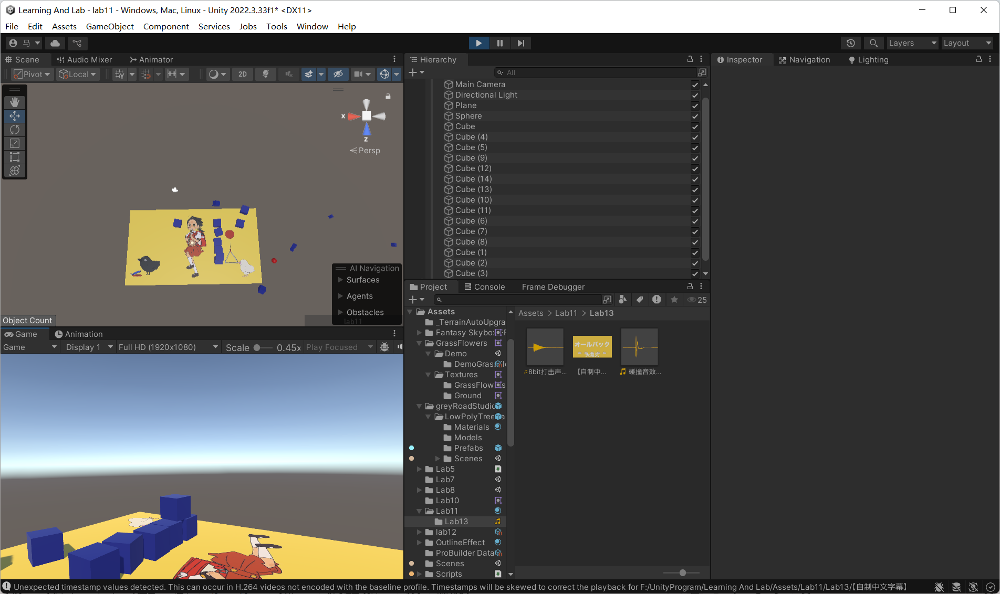 Learning And Lab - lab11 - Windows, Mac, Linux - Unity 2022.3.33f1* <DX11>
File Edit Assets GameObject Component Services Jobs Tools Window Help
马 Layers Layout
Scene Audio Mixer Animator
Pivot Local 2D
X
Z
Persp
AI Navigation
Surfaces
Agents
Obstacles
lab11
Object Count
Game Animation
Game Display 1 Full HD (1920x1080) Scale 0.45x Play Focused
Hierarchy
All
Main Camera
Directional Light
Plane
Sphere
Cube
Cube (4)
Cube (5)
Cube (9)
Cube (12)
Cube (14)
Cube (13)
Cube (10)
Cube (11)
Cube (6)
Cube (7)
Cube (8)
Cube (1)
Cube (2)
Cube (3)
Project Console Frame Debugger
25
Assets
_TerrainAutoUpgra
Fantasy Skybox F
GrassFlowers
Demo
DemoGras
Textures
GrassFlow s
Ground
greyRoadStudio
LowPolyTree a
Materials
Models
Prefabs
Scenes
Lab5
Lab7
Lab8
Lab10
Lab11
Lab13
lab12
OutlineEffect
ProBuilder Data
Scenes
Scripts
Assets > Lab11 > Lab13
オールバック
8bit打击声...
【自制中...
碰撞音效...
Inspector Navigation Lighting
Unexpected timestamp values detected. This can occur in H.264 videos not encoded with the baseline profile. Timestamps will be skewed to correct the playback for F:/UnityProgram/Learning And Lab/Assets/Lab11/Lab13/【自制中文字幕】